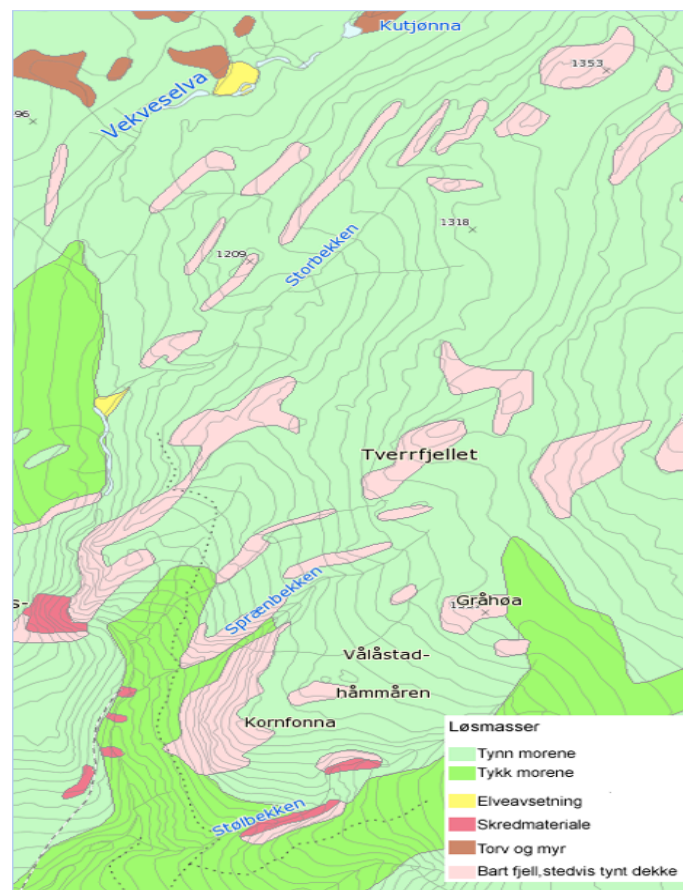 Kutjønna
1353
Vekveselva
96
1318
1209
Storbekken
Tverrfjellet
s-
Sprænbekken
Gråhøa
Vålåstad-
håmmåren
Kornfonna
Stølbekken
Løsmasser
Tynn morene
Tykk morene
Elveavsetning
Skredmateriale
Torv og myr
Bart fjell,stedvis tynt dekke